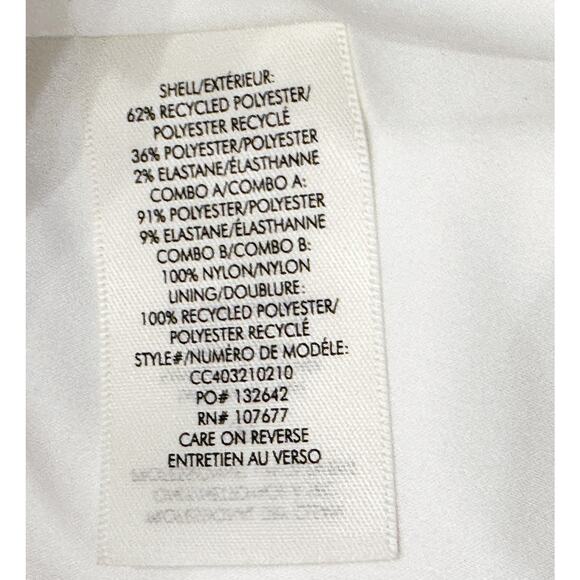 SHELL/EXTÉRIEUR:
62% RECYCLED POLYESTER/
POLYESTER RECYCLÉ
36% POLYESTER/POLYESTER
2% ELASTANE/ÉLASTHANNE
COMBO A/COMBO A:
91% POLYESTER/POLYESTER
9% ELASTANE/ÉLASTHANNE
COMBO B/COMBO B:
100% NYLON/NYLON
LINING/DOUBLURE:
100% RECYCLED POLYESTER/
POLYESTER RECYCLÉ
STYLE#/NUMÉRO DE MODÉLE:
CC403210210
PO# 132642
RN# 107677
CARE ON REVERSE
ENTRETIEN AU VERSO